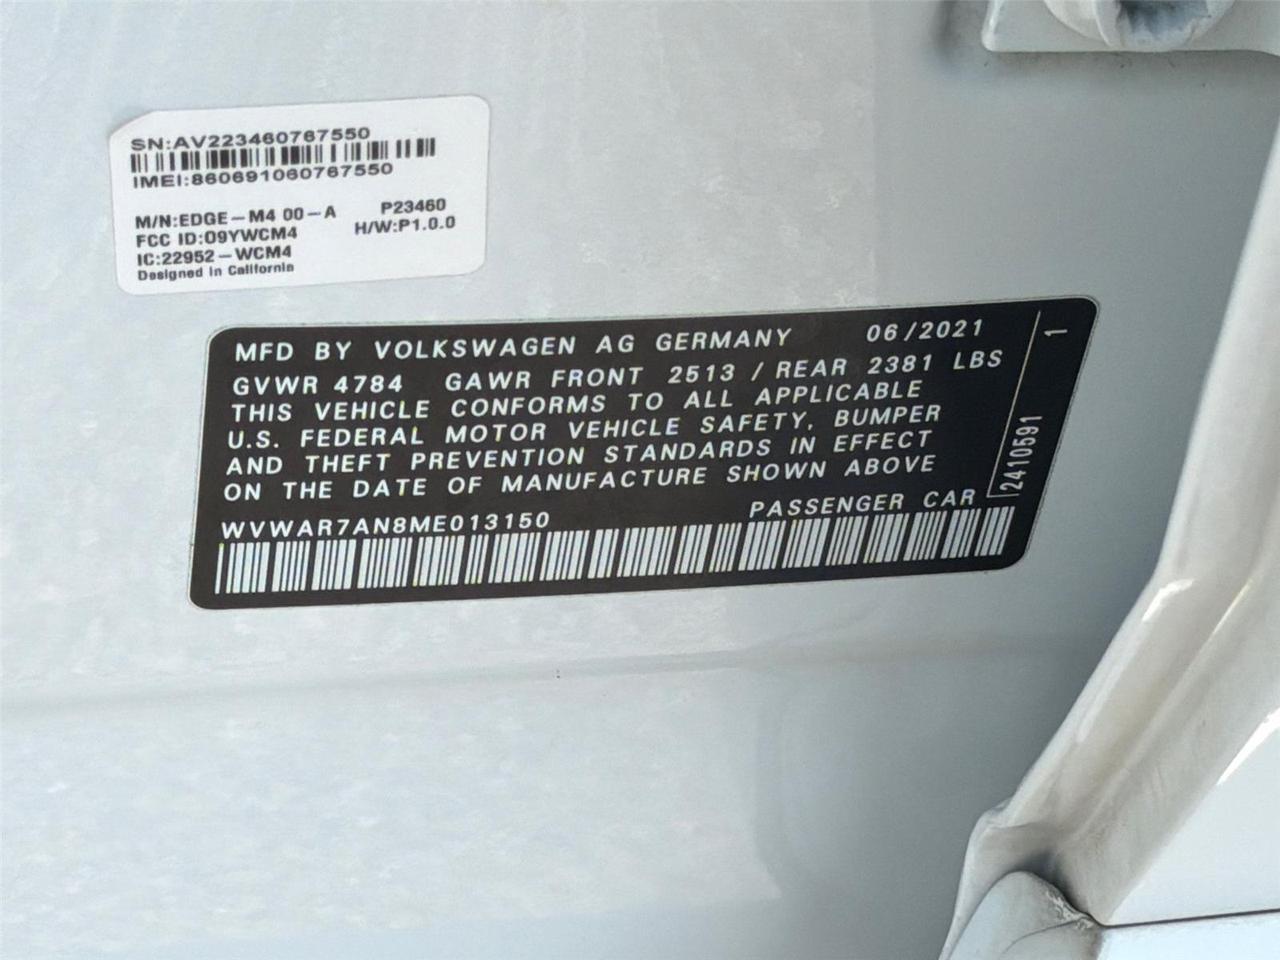 SN:AV223460767550
IMEI:860691060767550
M/N:EDGE-M4 00-A P23460
FCC ID:O9YWCM4 H/W:P1.0.0
IC:22952-WCM4
Designed in California
MFD BY VOLKSWAGEN AG GERMANY 06/2021
GVWR 4784 GAWR FRONT 2513 / REAR 2381 LBS
THIS VEHICLE CONFORMS TO ALL APPLICABLE
U.S. FEDERAL MOTOR VEHICLE SAFETY, BUMPER
AND THEFT PREVENTION STANDARDS IN EFFECT
ON THE DATE OF MANUFACTURE SHOWN ABOVE
WVWAR7AN8ME013150 PASSENGER CAR
2410591 1